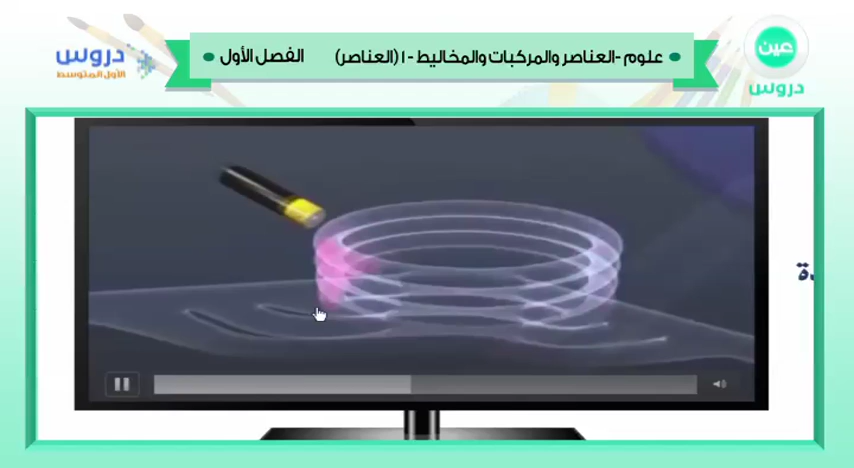 علوم -العناصر والمركبات والمخاليط - ١ (العناصر)
الفصل الأول
عين
دروس
دروس
الأول المتوسط